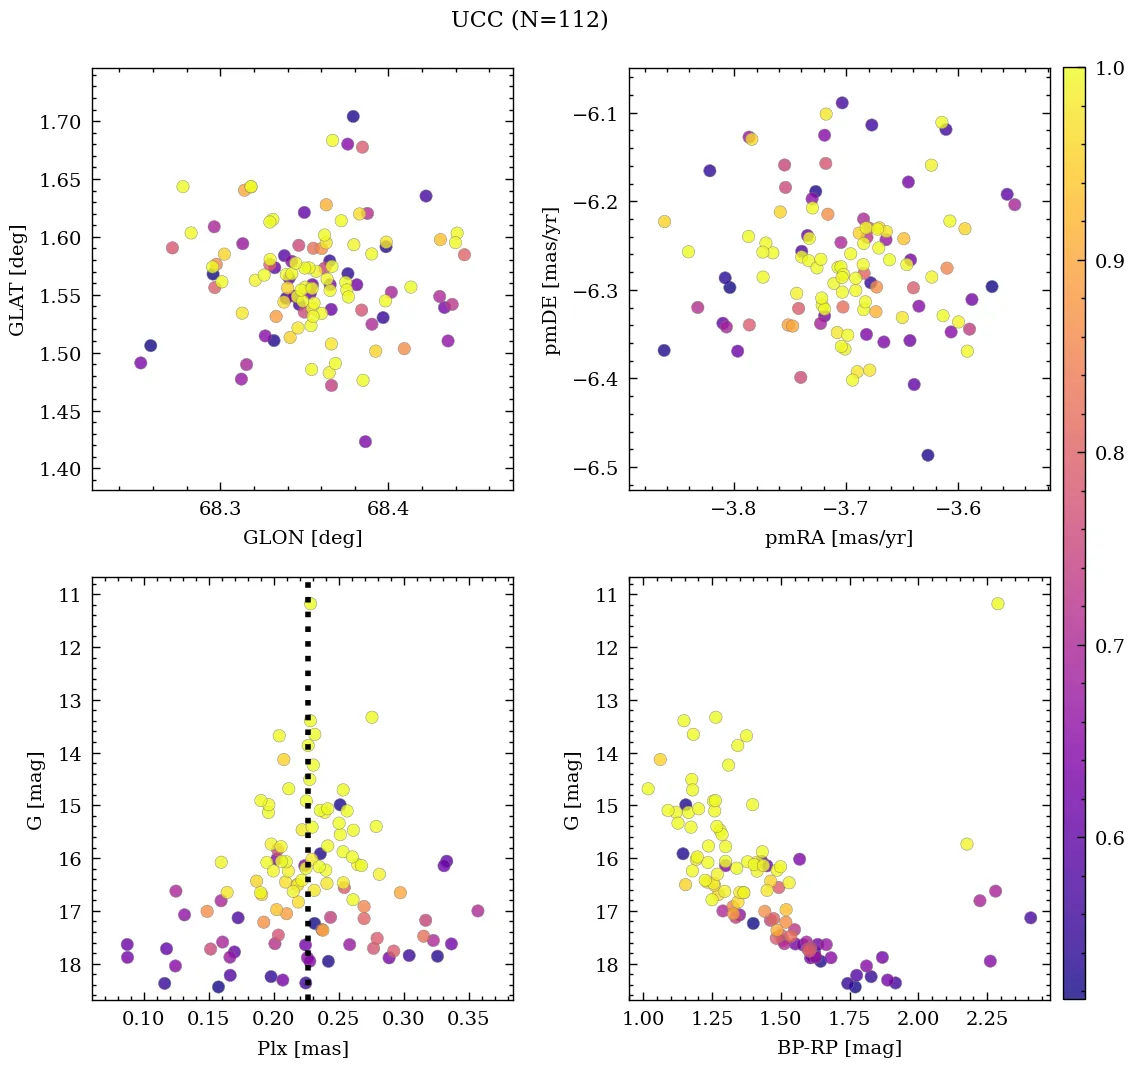 UCC (N=112)
1.70
1.65
1.60
1.55
1.50
1.45
1.40
GLAT [deg]
68.3 68.4
GLON [deg]
−6.1
−6.2
−6.3
−6.4
−6.5
pmDE [mas/yr]
−3.8 −3.7 −3.6
pmRA [mas/yr]
1.0
0.9
0.8
0.7
0.6
11
12
13
14
15
16
17
18
G [mag]
0.10 0.15 0.20 0.25 0.30 0.35
Plx [mas]
11
12
13
14
15
16
17
18
G [mag]
1.00 1.25 1.50 1.75 2.00 2.25
BP-RP [mag]